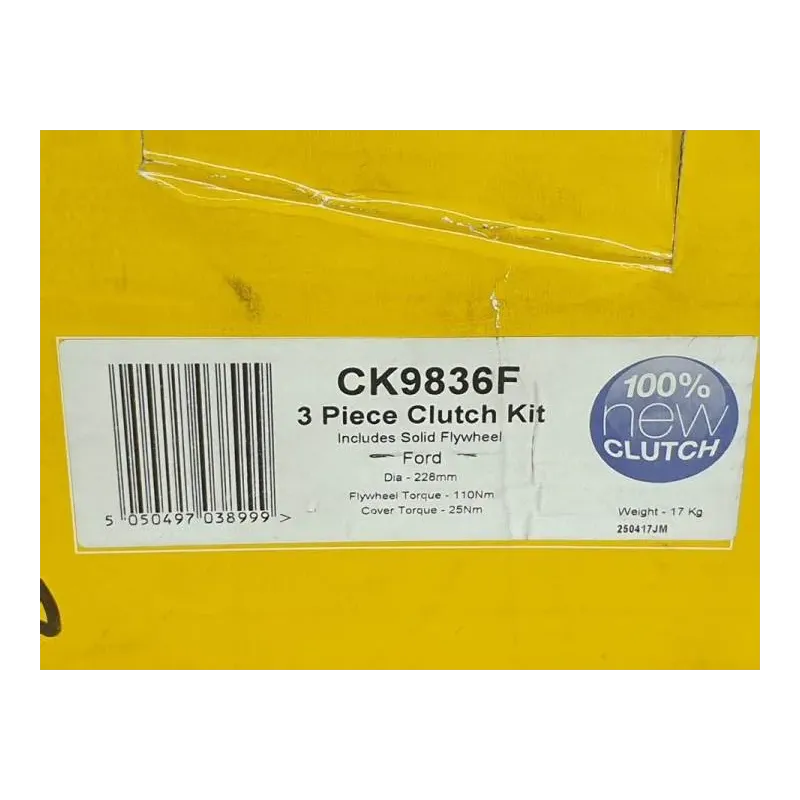 CK9836F
3 Piece Clutch Kit
Includes Solid Flywheel
Ford
Dia - 228mm
Flywheel Torque - 110Nm
Cover Torque - 25Nm
5 050497 038999 >
100%
new
CLUTCH
Weight - 17 Kg
250417JM